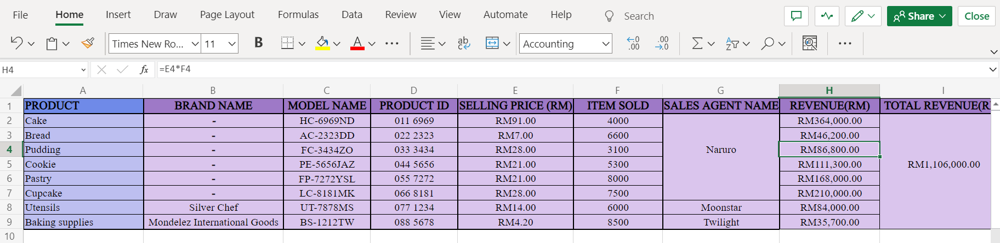 File Home Insert Draw Page Layout Formulas Data Review View Automate Help Search Share Close
Times New Ro... 11 B A ab Accounting .00 .00
H4 fx =E4*F4
A B C D E F G H I
1 PRODUCT BRAND NAME MODEL NAME PRODUCT ID SELLING PRICE (RM) ITEM SOLD SALES AGENT NAME REVENUE(RM) TOTAL REVENUE(R
2 Cake - HC-6969ND 011 6969 RM91.00 4000 RM364,000.00
3 Bread - AC-2323DD 022 2323 RM7.00 6600 RM46,200.00
4 Pudding - FC-3434ZO 033 3434 RM28.00 3100 Naruro RM86,800.00
5 Cookie - PE-5656JAZ 044 5656 RM21.00 5300 RM111,300.00 RM1,106,000.00
6 Pastry - FP-7272YSL 055 7272 RM21.00 8000 RM168,000.00
7 Cupcake - LC-8181MK 066 8181 RM28.00 7500 RM210,000.00
8 Utensils Silver Chef UT-7878MS 077 1234 RM14.00 6000 Moonstar RM84,000.00
9 Baking supplies Mondelez International Goods BS-1212TW 088 5678 RM4.20 8500 Twilight RM35,700.00
10